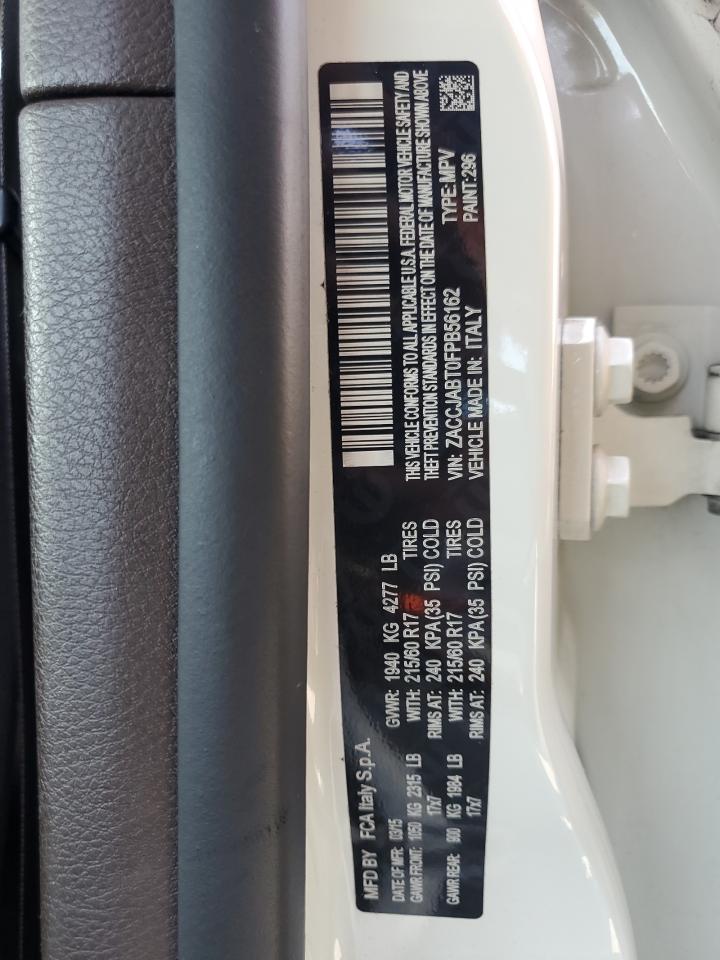 MFD BY FCA Italy S.p.A.
DATE OF MFR: 03/15 GVWR: 1940 KG 4277 LB
GAWR FRONT: 1050 KG 2315 LB WITH: 215/60 R17 TIRES
17x7 RIMS AT: 240 KPA (35 PSI) COLD
GAWR REAR: 900 KG 1984 LB WITH: 215/60 R17 TIRES
17x7 RIMS AT: 240 KPA (35 PSI) COLD
THIS VEHICLE CONFORMS TO ALL APPLICABLE U.S.A. FEDERAL MOTOR VEHICLE SAFETY AND
THEFT PREVENTION STANDARDS IN EFFECT ON THE DATE OF MANUFACTURE SHOWN ABOVE
VIN: ZACCJABT0FPB56162 TYPE: MPV
VEHICLE MADE IN: ITALY PAINT: 296